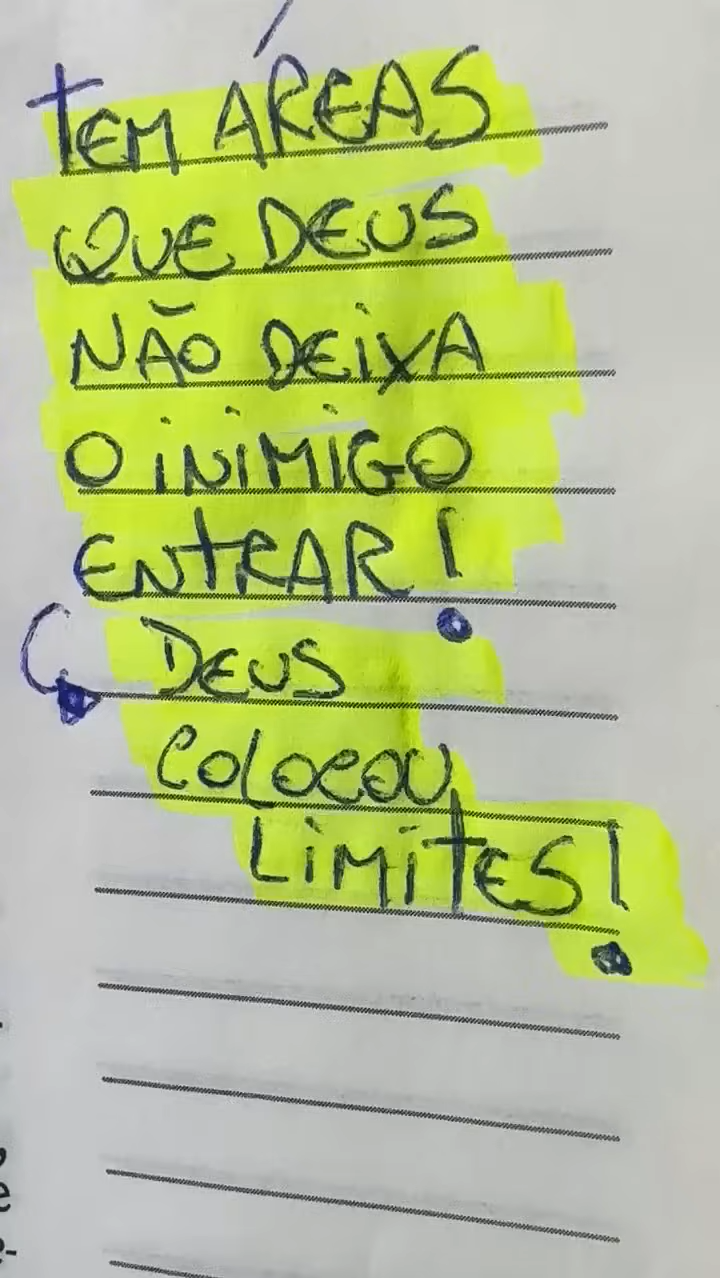 TEM ÁREAS
QUE DEUS
NÃO DEIXA
O INIMIGO
ENTRAR!
DEUS
COLOCOU
LIMITES!